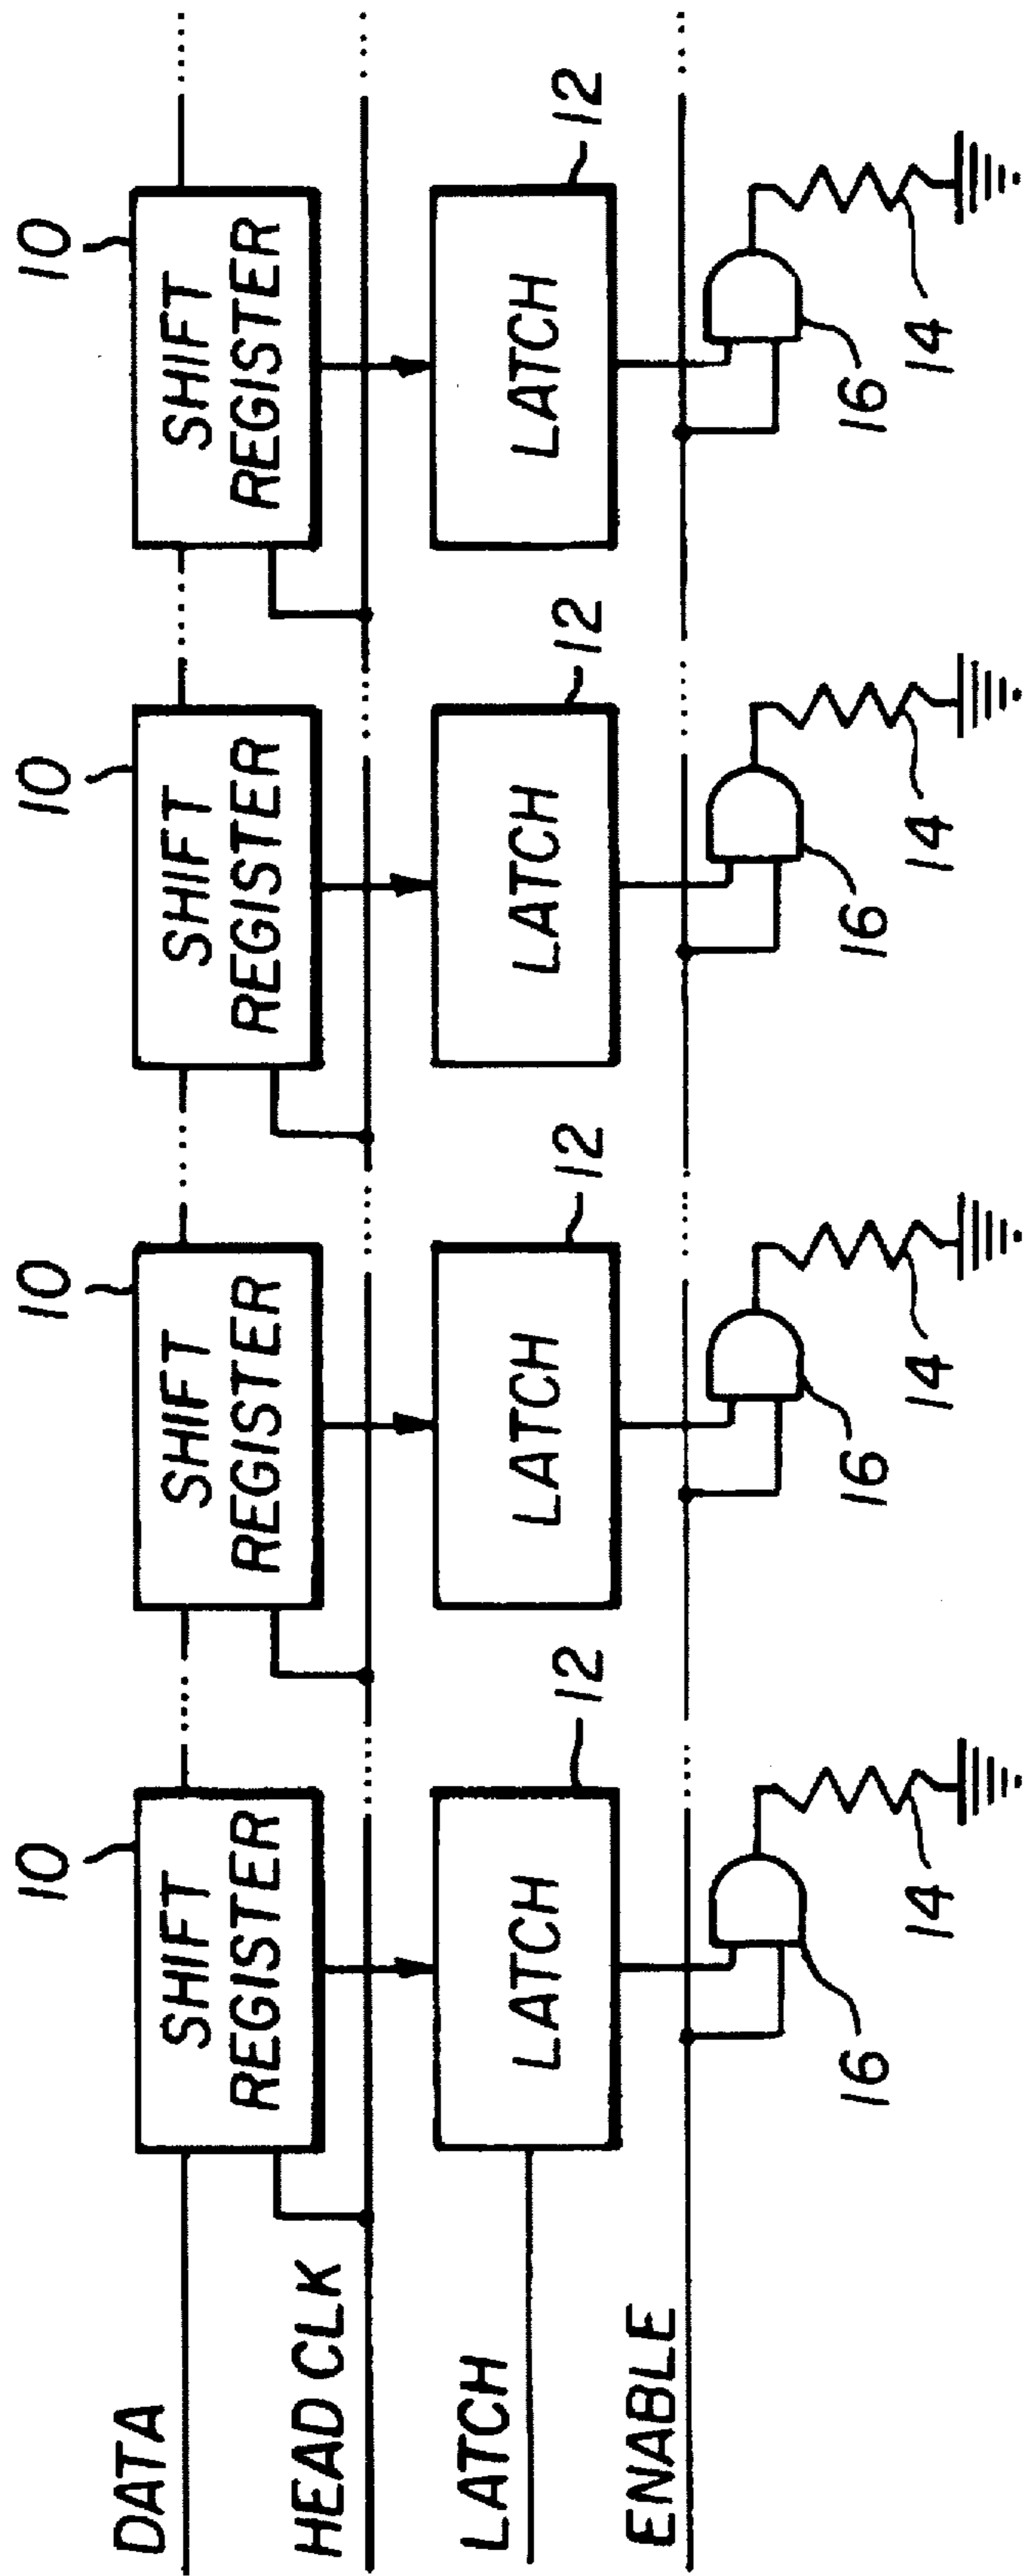 10
10
10
10
DATA
SHIFT
REGISTER
SHIFT
REGISTER
SHIFT
REGISTER
SHIFT
REGISTER
HEAD CLK
12
12
12
12
LATCH
LATCH
LATCH
LATCH
LATCH
ENABLE
16
14
16
14
16
14
16
14